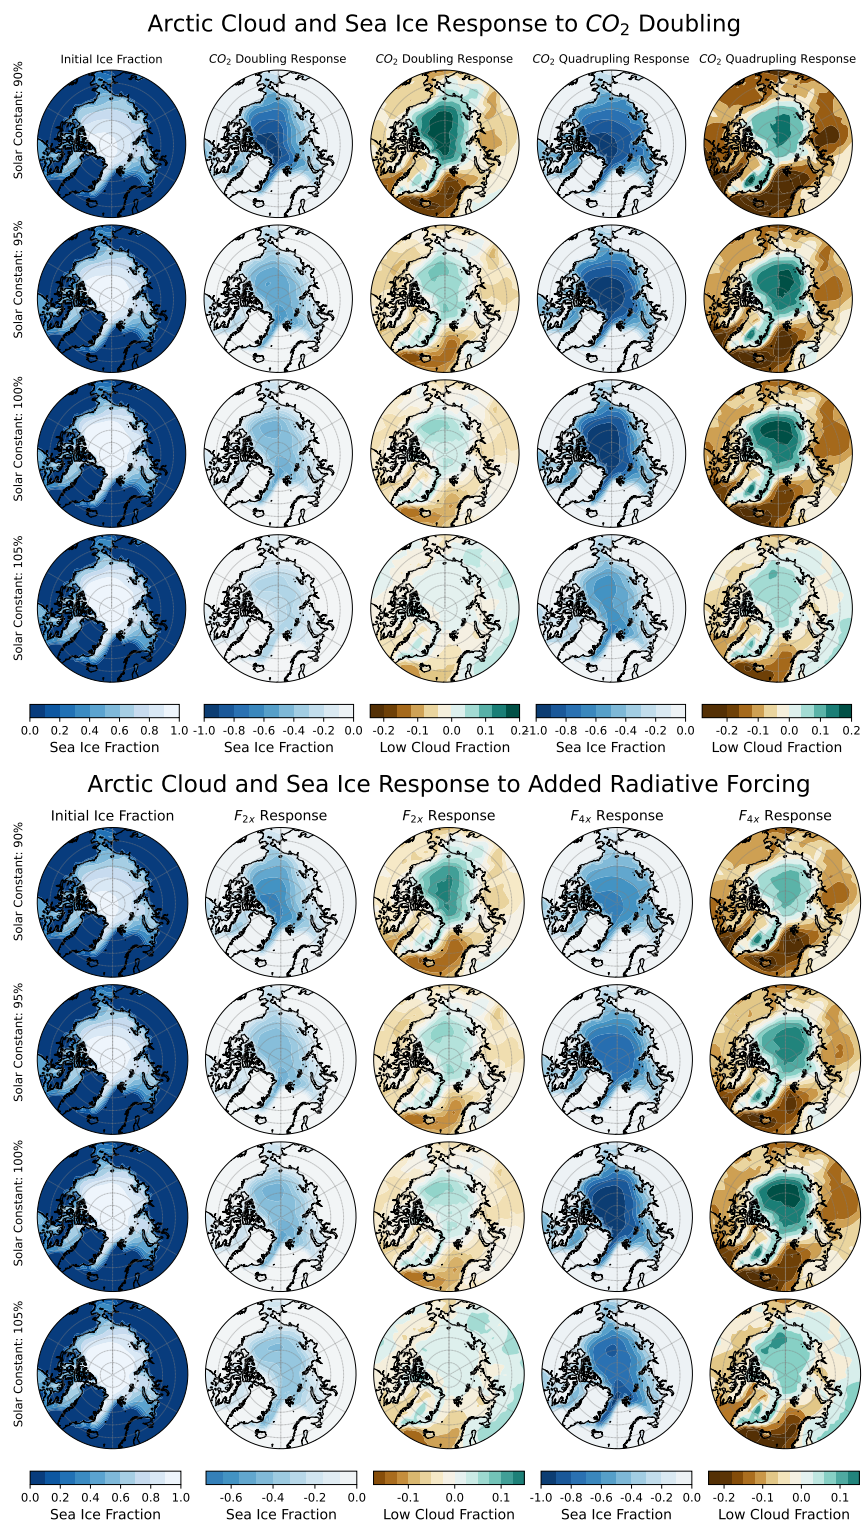 Arctic Cloud and Sea Ice Response to CO₂ Doubling
Initial Ice Fraction CO₂ Doubling Response CO₂ Doubling Response CO₂ Quadrupling Response CO₂ Quadrupling Response
Solar Constant: 90%
Solar Constant: 95%
Solar Constant: 100%
Solar Constant: 105%
0.0 0.2 0.4 0.6 0.8 1.0 -1.0 -0.8 -0.6 -0.4 -0.2 0.0 -0.2 -0.1 0.0 0.1 0.2 -1.0 -0.8 -0.6 -0.4 -0.2 0.0 -0.2 -0.1 0.0 0.1 0.2
Sea Ice Fraction Sea Ice Fraction Low Cloud Fraction Sea Ice Fraction Low Cloud Fraction
Arctic Cloud and Sea Ice Response to Added Radiative Forcing
Initial Ice Fraction F₂ₓ Response F₂ₓ Response F₄ₓ Response F₄ₓ Response
Solar Constant: 90%
Solar Constant: 95%
Solar Constant: 100%
Solar Constant: 105%
0.0 0.2 0.4 0.6 0.8 1.0 -0.6 -0.4 -0.2 0.0 -0.1 0.0 0.1 -1.0 -0.8 -0.6 -0.4 -0.2 0.0 -0.2 -0.1 0.0 0.1
Sea Ice Fraction Sea Ice Fraction Low Cloud Fraction Sea Ice Fraction Low Cloud Fraction